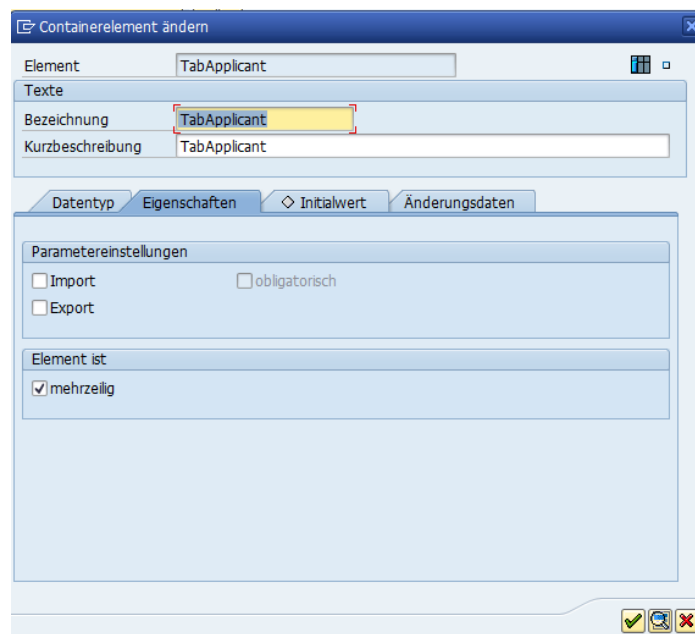 Containerelement ändern
Element TabApplicant
Texte
Bezeichnung TabApplicant
Kurzbeschreibung TabApplicant
Datentyp Eigenschaften Initialwert Änderungsdaten
Parametereinstellungen
Import obligatorisch
Export
Element ist
mehrzeilig